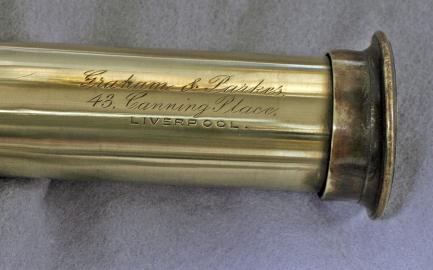 Graham & Parkes,
43, Canning Place,
LIVERPOOL.